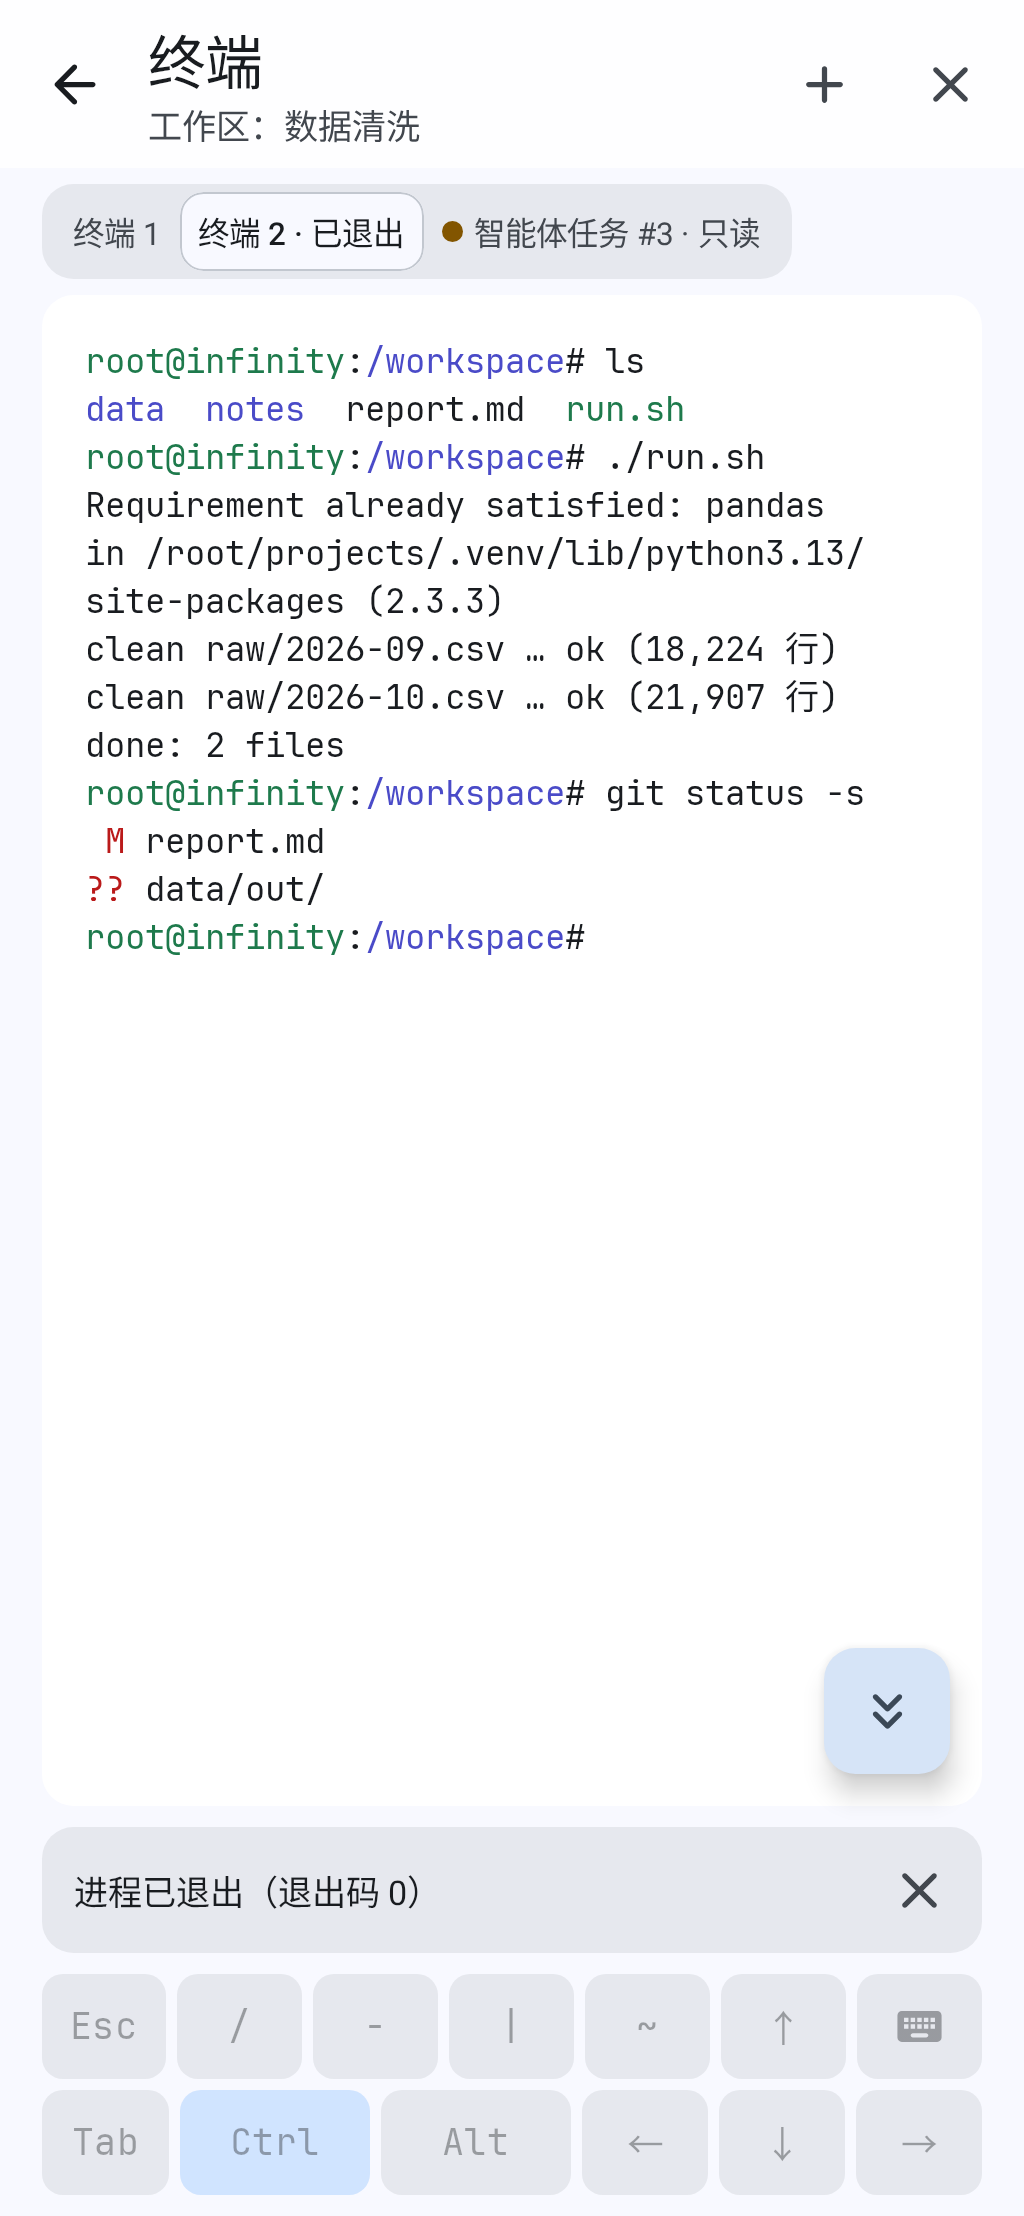 终端
工作区：数据清洗
终端 1
终端 2 · 已退出
智能体任务 #3 · 只读
root@infinity:/workspace# ls
data  notes  report.md  run.sh
root@infinity:/workspace# ./run.sh
Requirement already satisfied: pandas
in /root/projects/.venv/lib/python3.13/
site-packages (2.3.3)
clean raw/2026-09.csv … ok (18,224 行)
clean raw/2026-10.csv … ok (21,907 行)
done: 2 files
root@infinity:/workspace# git status -s
 M report.md
?? data/out/
root@infinity:/workspace#
进程已退出（退出码 0）
Esc / - | ~ ↑
Tab Ctrl Alt ← ↓ →